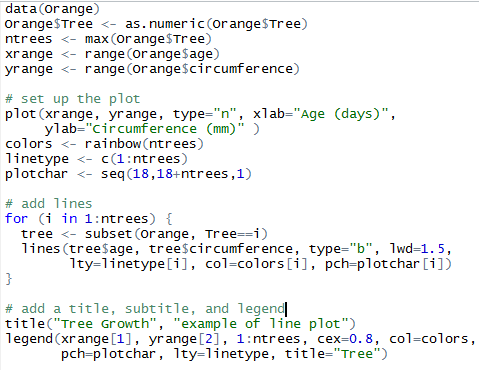 data(Orange)
Orange$Tree <- as.numeric(Orange$Tree)
ntrees <- max(Orange$Tree)
xrange <- range(Orange$age)
yrange <- range(Orange$circumference)

# set up the plot
plot(xrange, yrange, type="n", xlab="Age (days)",
     ylab="Circumference (mm)" )
colors <- rainbow(ntrees)
linetype <- c(1:ntrees)
plotchar <- seq(18,18+ntrees,1)

# add lines
for (i in 1:ntrees) {
  tree <- subset(Orange, Tree==i)
  lines(tree$age, tree$circumference, type="b", lwd=1.5,
        lty=linetype[i], col=colors[i], pch=plotchar[i])
}

# add a title, subtitle, and legend
title("Tree Growth", "example of line plot")
legend(xrange[1], yrange[2], 1:ntrees, cex=0.8, col=colors,
       pch=plotchar, lty=linetype, title="Tree")